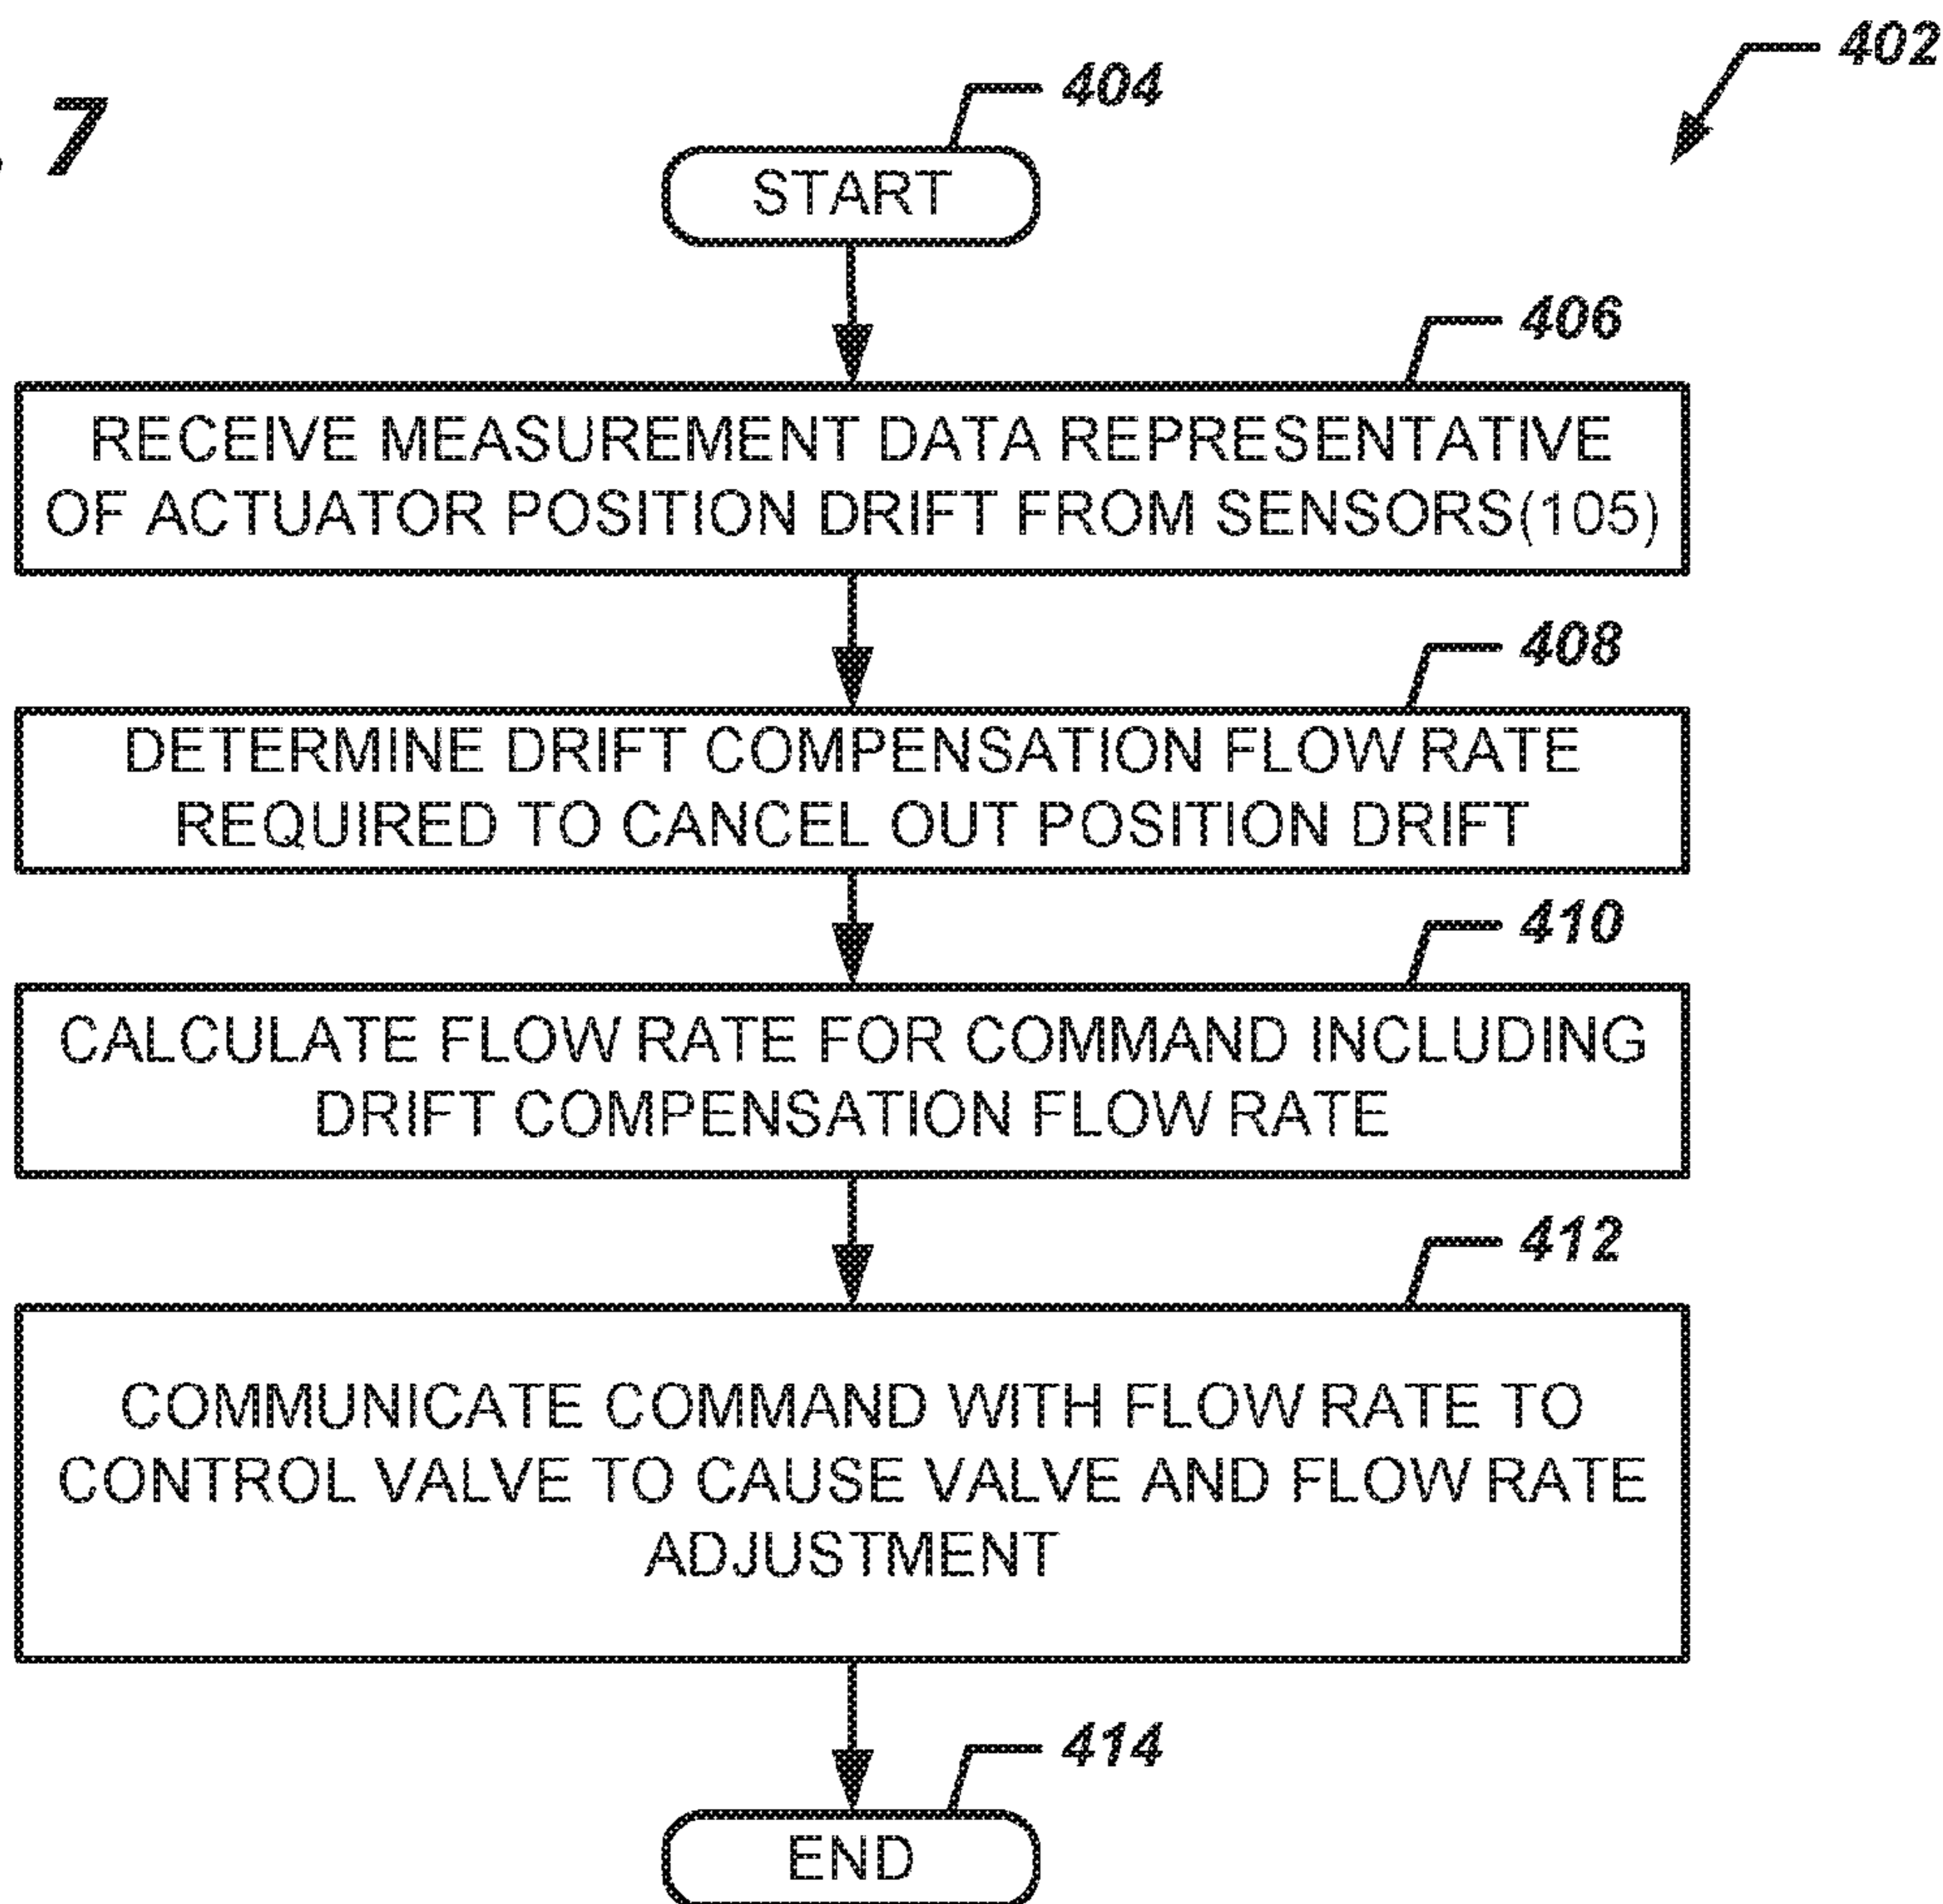 402
404
7
START
406
RECEIVE MEASUREMENT DATA REPRESENTATIVE
OF ACTUATOR POSITION DRIFT FROM SENSORS(105)
408
DETERMINE DRIFT COMPENSATION FLOW RATE
REQUIRED TO CANCEL OUT POSITION DRIFT
410
CALCULATE FLOW RATE FOR COMMAND INCLUDING
DRIFT COMPENSATION FLOW RATE
412
COMMUNICATE COMMAND WITH FLOW RATE TO
CONTROL VALVE TO CAUSE VALVE AND FLOW RATE
ADJUSTMENT
414
END